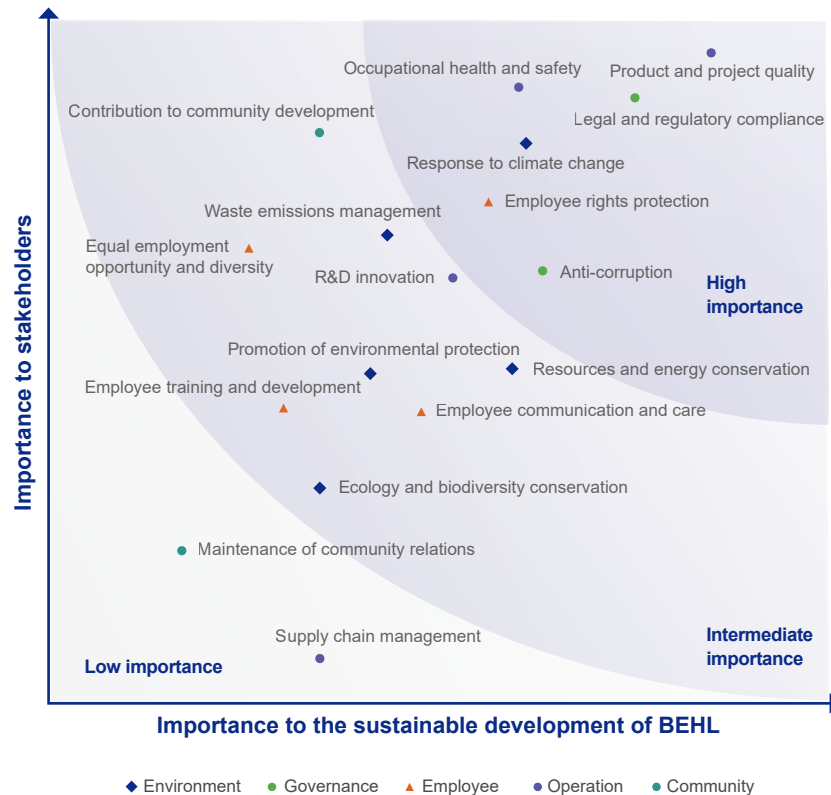 Occupational health and safety
Product and project quality
Contribution to community development
Legal and regulatory compliance
Response to climate change
Employee rights protection
Waste emissions management
Equal employment
opportunity and diversity
R&D innovation
Anti-corruption
High
importance
Promotion of environmental protection
Resources and energy conservation
Employee training and development
Employee communication and care
Ecology and biodiversity conservation
Maintenance of community relations
Supply chain management
Intermediate
importance
Low importance
Importance to stakeholders
Importance to the sustainable development of BEHL
Environment
Governance
Employee
Operation
Community